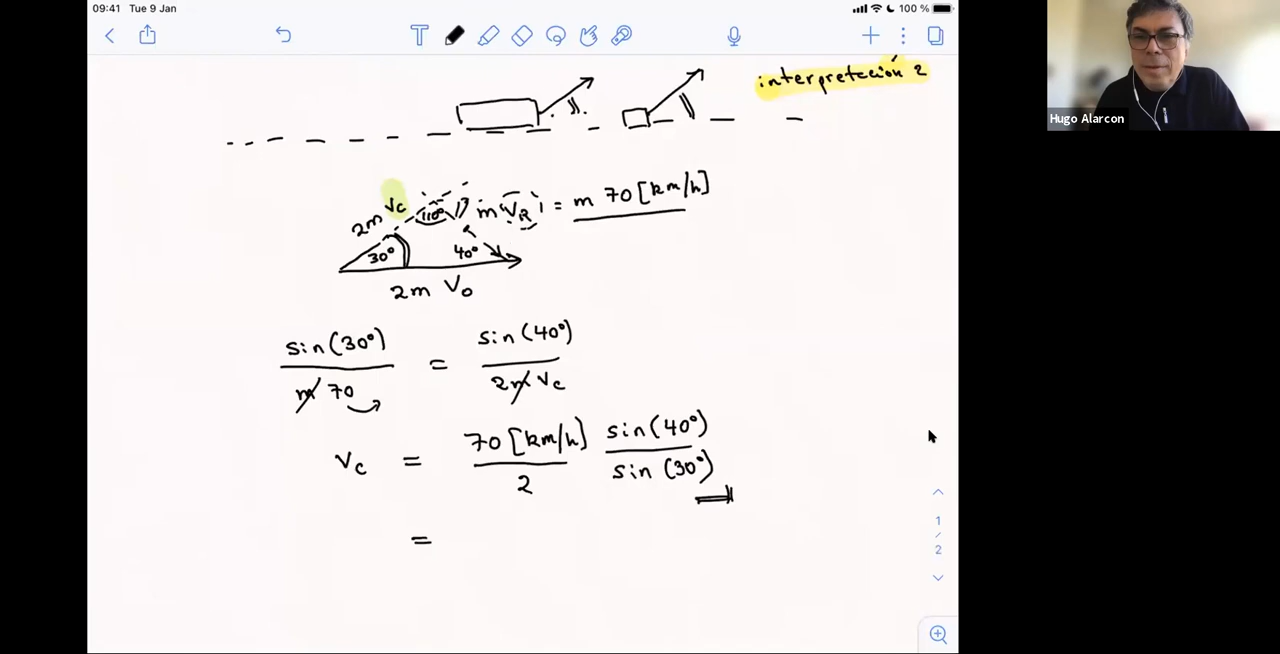 09:41 Tue 9 Jan
100 %
interpretación 2
2m Vc 110° m VR = m 70 [km/h]
30° 40°
2m Vo
sin(30°) / m 70 = sin(40°) / 2m Vc
Vc = 70 [km/h] / 2 sin(40°) / sin(30°)
=
Hugo Alarcon
1
/
2